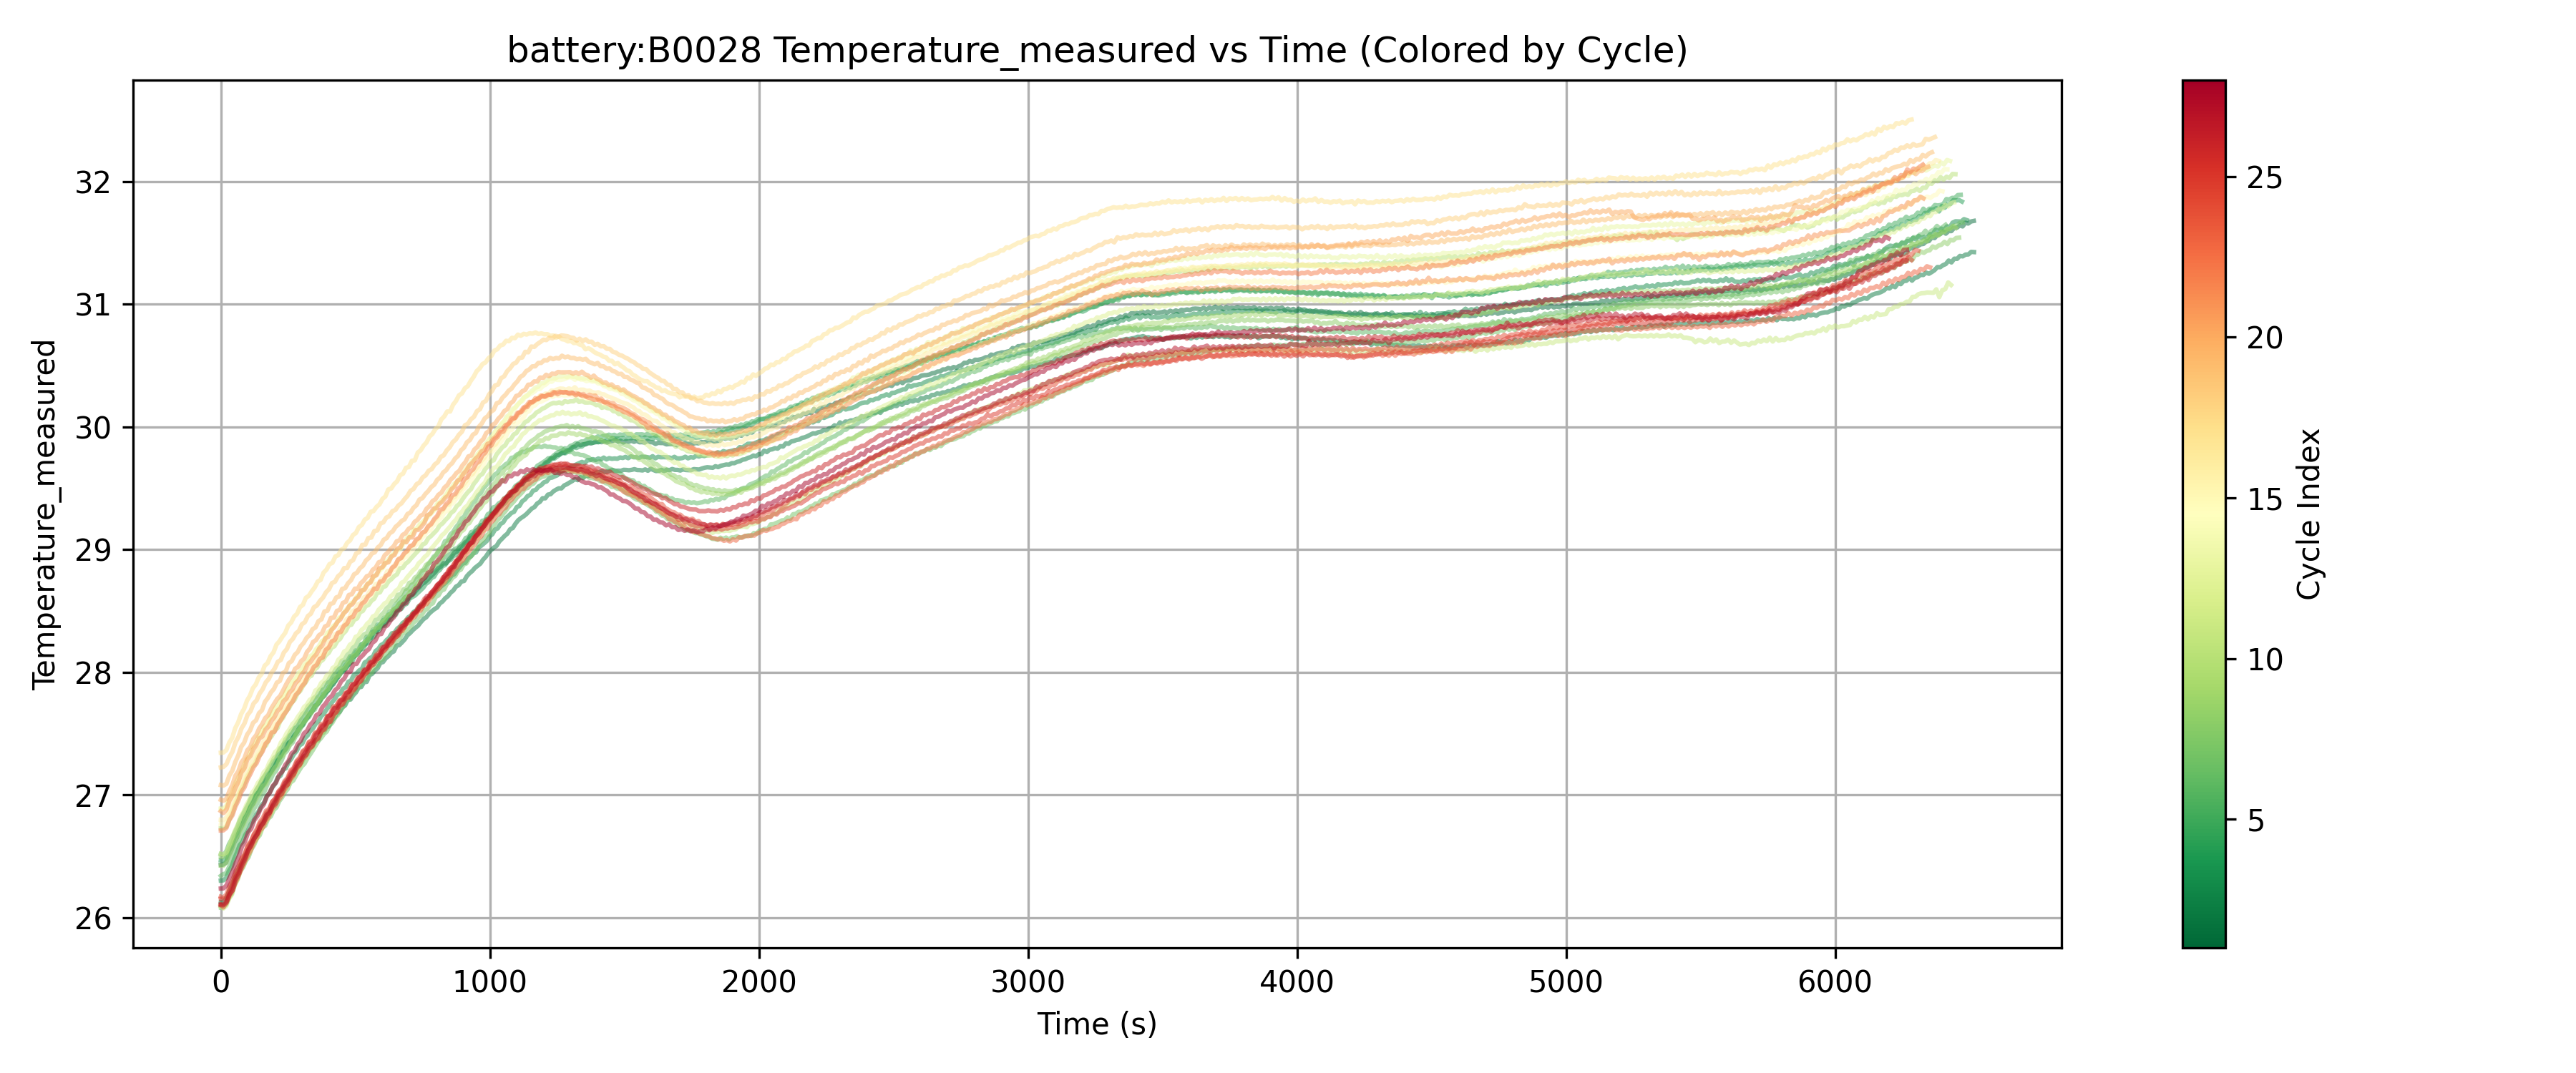 battery:B0028 Temperature_measured vs Time (Colored by Cycle)
Temperature_measured
32
31
30
29
28
27
26
0 1000 2000 3000 4000 5000 6000
Time (s)
25
20
15
10
5
Cycle Index